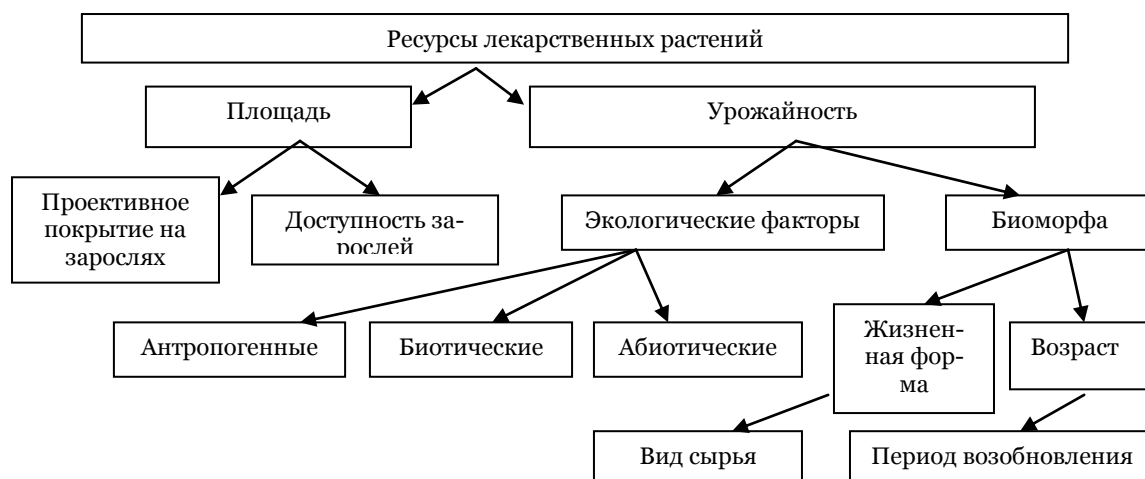 Ресурсы лекарственных растений
Площадь
Урожайность
Проективное
покрытие на
зарослях
Доступность за-
рослей
Экологические факторы
Биоморфа
Антропогенные
Биотические
Абиотические
Жизнен-
ная фор-
ма
Возраст
Вид сырья
Период возобновления